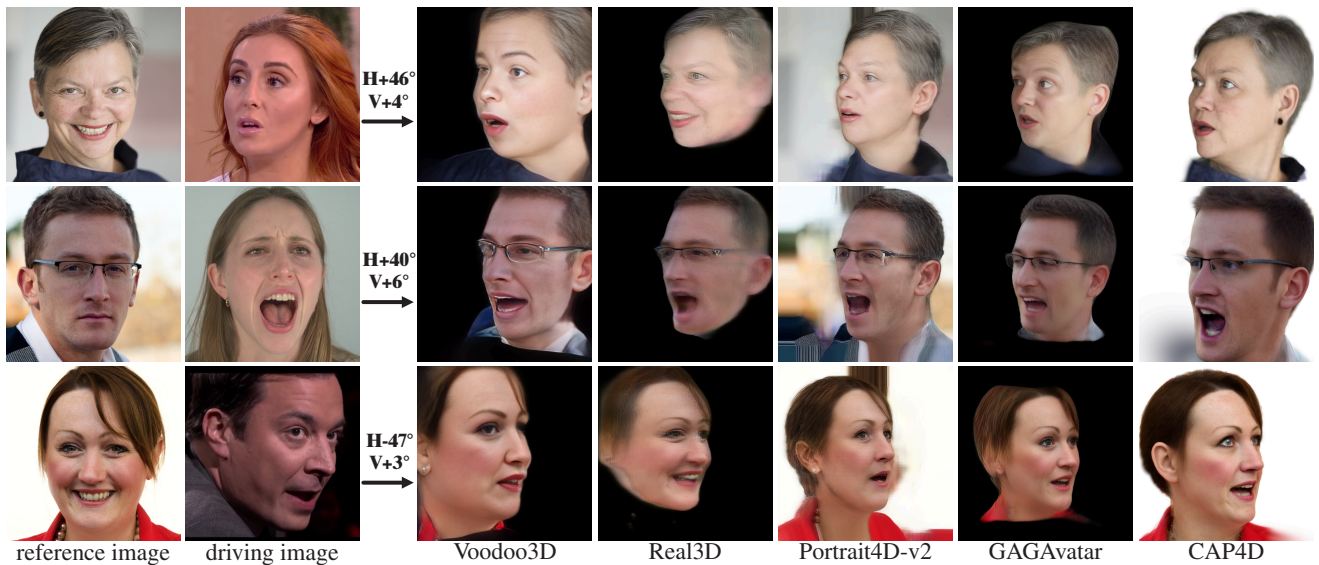 H+46°
V+4°
H+40°
V+6°
H-47°
V+3°
reference image driving image Voodoo3D Real3D Portrait4D-v2 GAGAvatar CAP4D